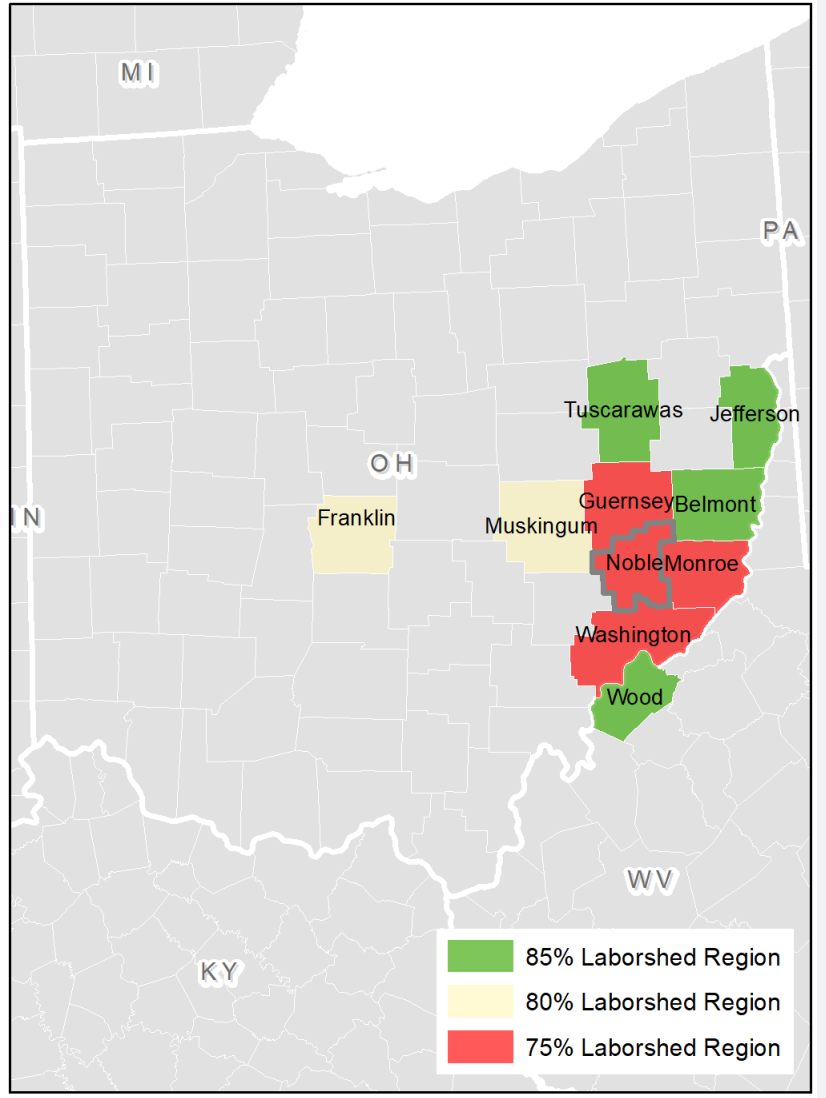 MI
PA
Tuscarawas
Jefferson
OH
IN
Franklin
Muskingum
Guernsey
Belmont
Noble
Monroe
Washington
Wood
WV
KY
85% Laborshed Region
80% Laborshed Region
75% Laborshed Region